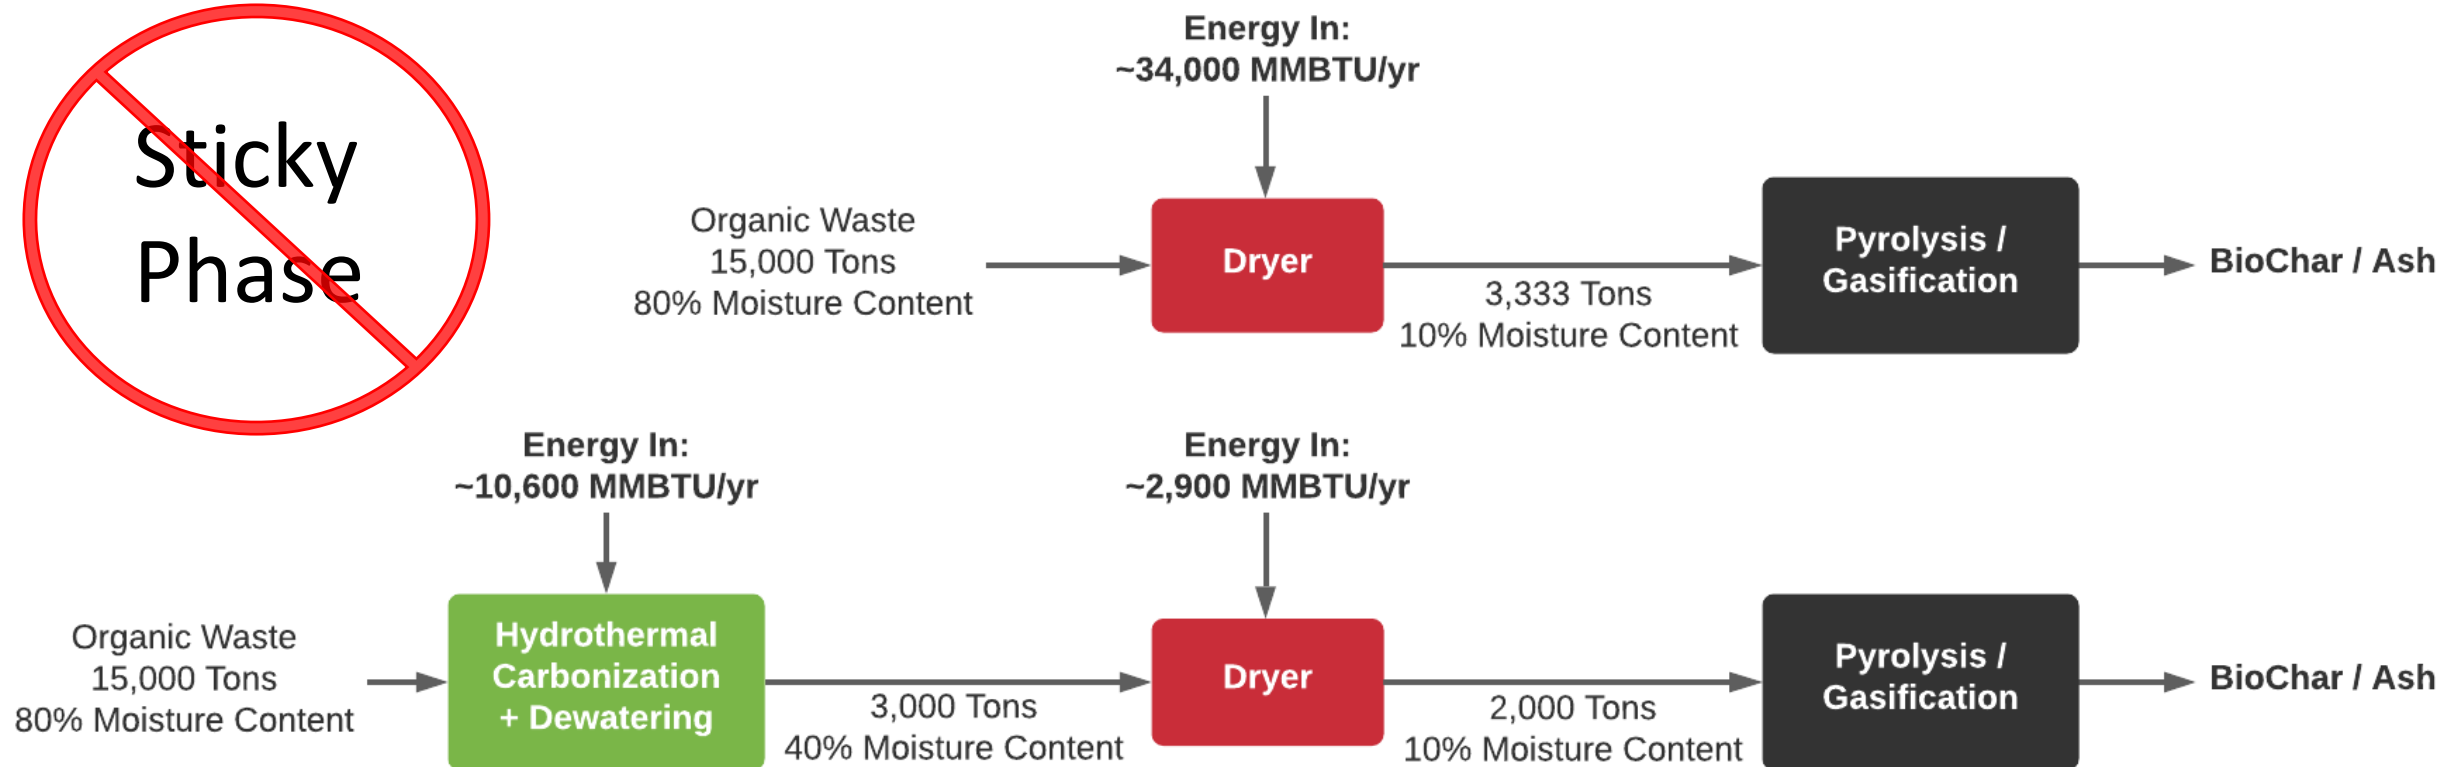 Sticky
Phase
Energy In:
~34,000 MMBTU/yr
Organic Waste
15,000 Tons
80% Moisture Content
Dryer
3,333 Tons
10% Moisture Content
Pyrolysis /
Gasification
BioChar / Ash
Energy In:
~10,600 MMBTU/yr
Energy In:
~2,900 MMBTU/yr
Organic Waste
15,000 Tons
80% Moisture Content
Hydrothermal
Carbonization
+ Dewatering
3,000 Tons
40% Moisture Content
Dryer
2,000 Tons
10% Moisture Content
Pyrolysis /
Gasification
BioChar / Ash